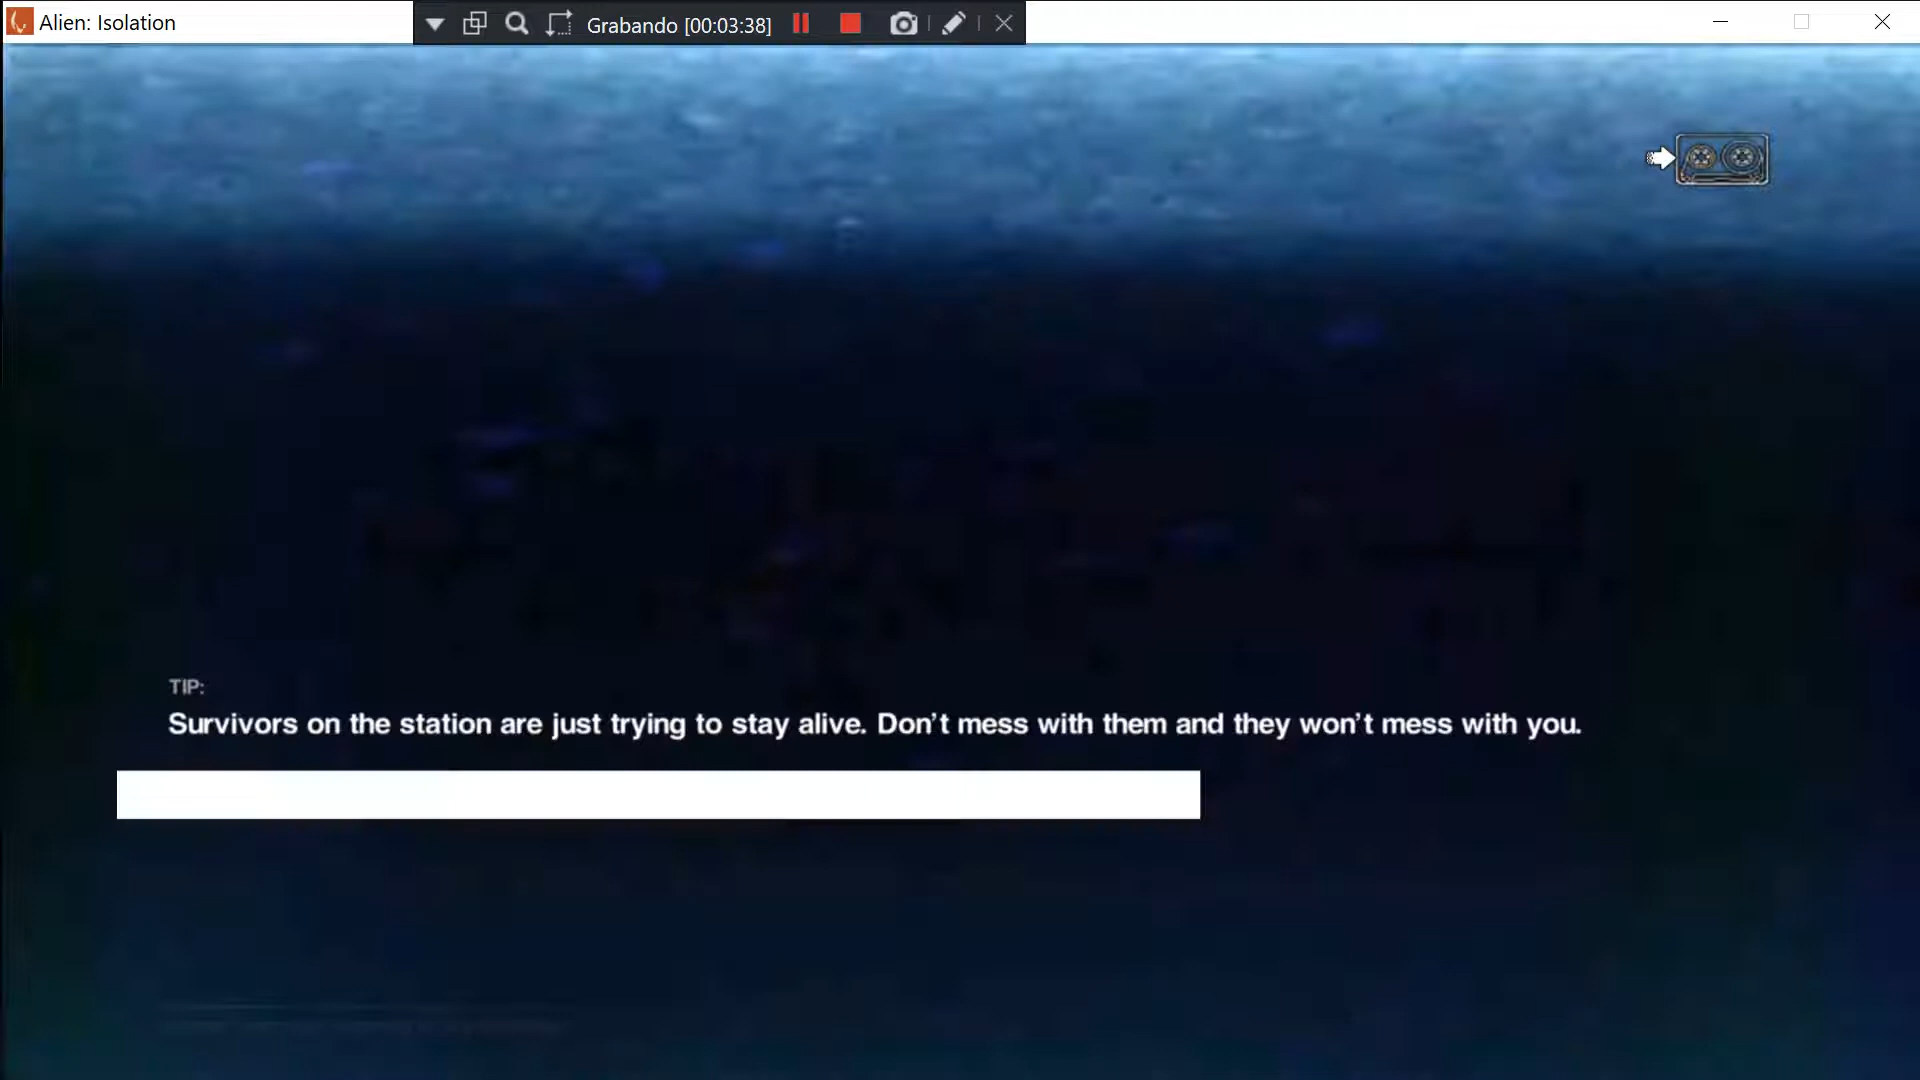 Alien: Isolation
Grabando [00:03:38]
TIP:
Survivors on the station are just trying to stay alive. Don’t mess with them and they won’t mess with you.